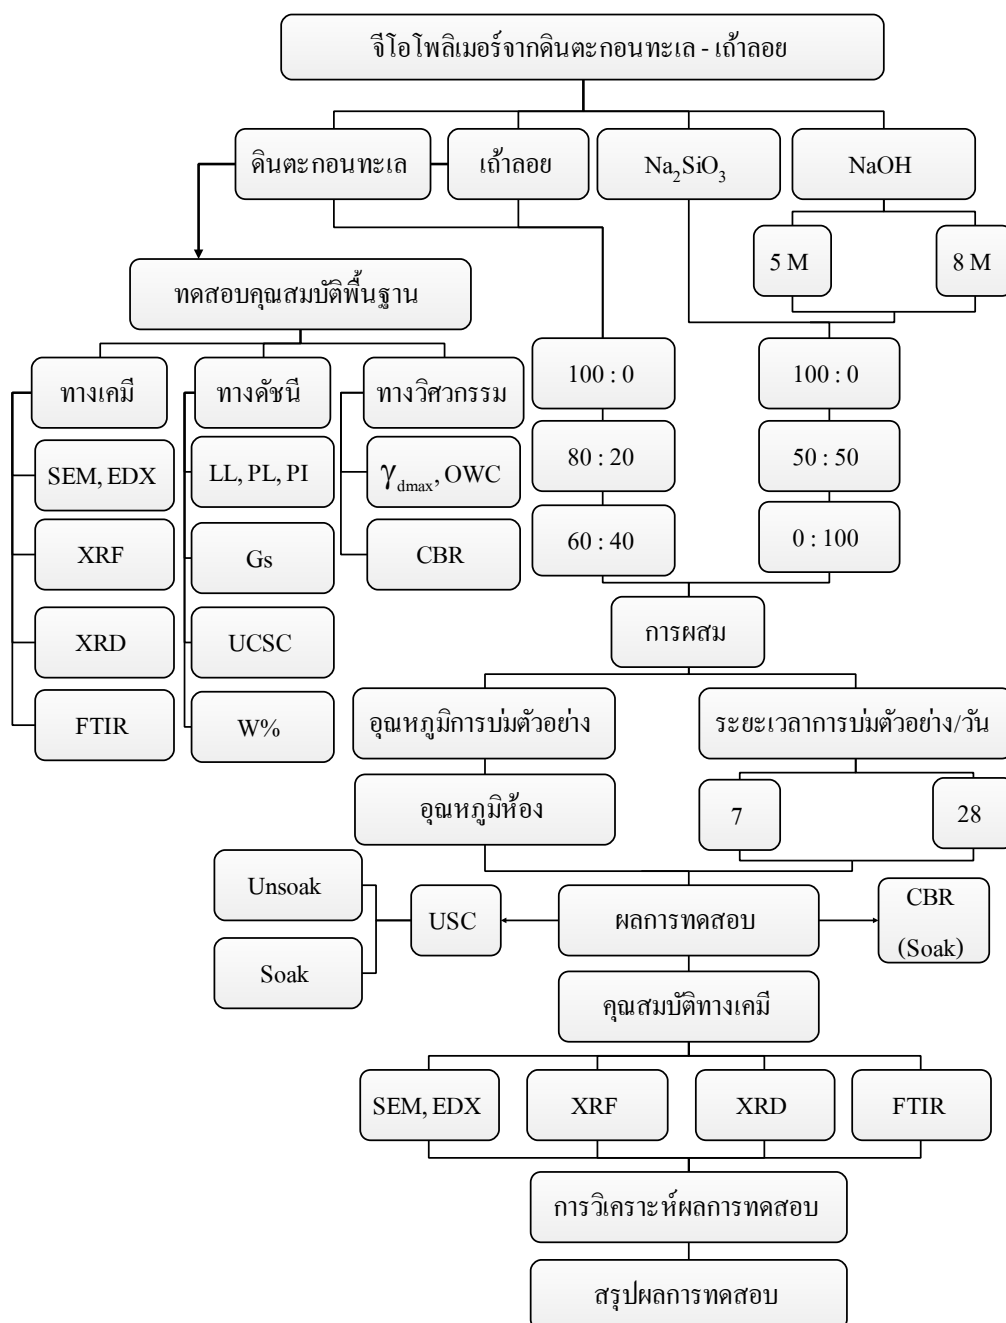 จีโอโพลิเมอร์จากดินตะกอนทะเล - เถ้าลอย
ดินตะกอนทะเล
เถ้าลอย
Na₂SiO₃
NaOH
5 M
8 M
ทดสอบคุณสมบัติพื้นฐาน
ทางเคมี
ทางดัชนี
ทางวิศวกรรม
100 : 0
100 : 0
SEM, EDX
LL, PL, PI
γdmax, OWC
80 : 20
50 : 50
XRF
Gs
CBR
60 : 40
0 : 100
XRD
UCSC
การผสม
FTIR
W%
อุณหภูมิการบ่มตัวอย่าง
ระยะเวลาการบ่มตัวอย่าง/วัน
อุณหภูมิห้อง
7
28
Unsoak
Soak
USC
ผลการทดสอบ
CBR
(Soak)
คุณสมบัติทางเคมี
SEM, EDX
XRF
XRD
FTIR
การวิเคราะห์ผลการทดสอบ
สรุปผลการทดสอบ